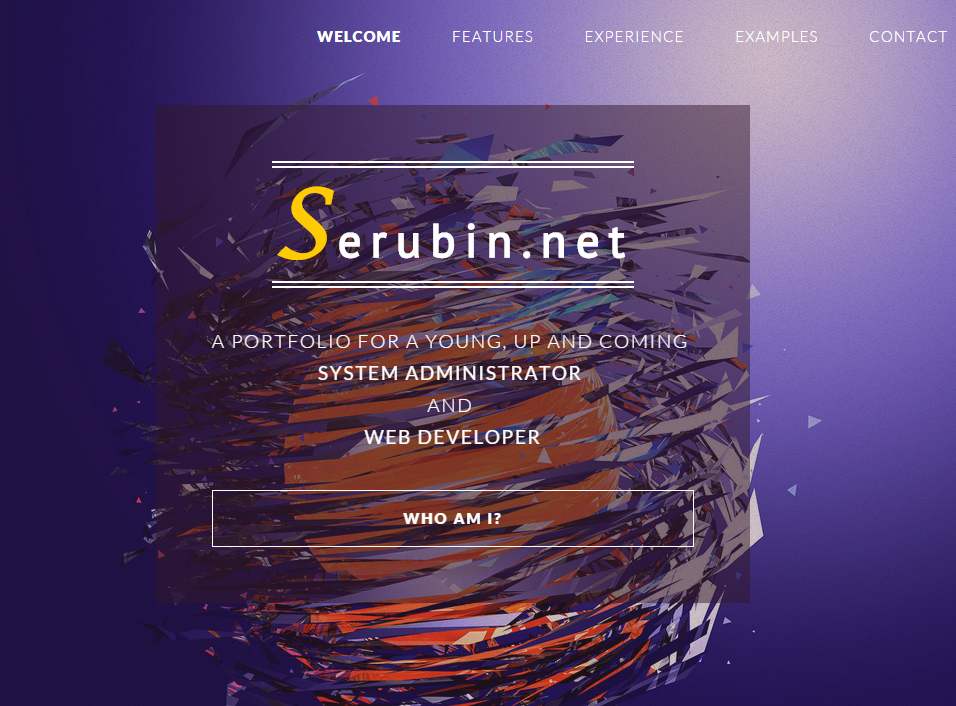 WELCOME FEATURES EXPERIENCE EXAMPLES CONTACT
Serubin.net
A PORTFOLIO FOR A YOUNG, UP AND COMING
SYSTEM ADMINISTRATOR
AND
WEB DEVELOPER
WHO AM I?